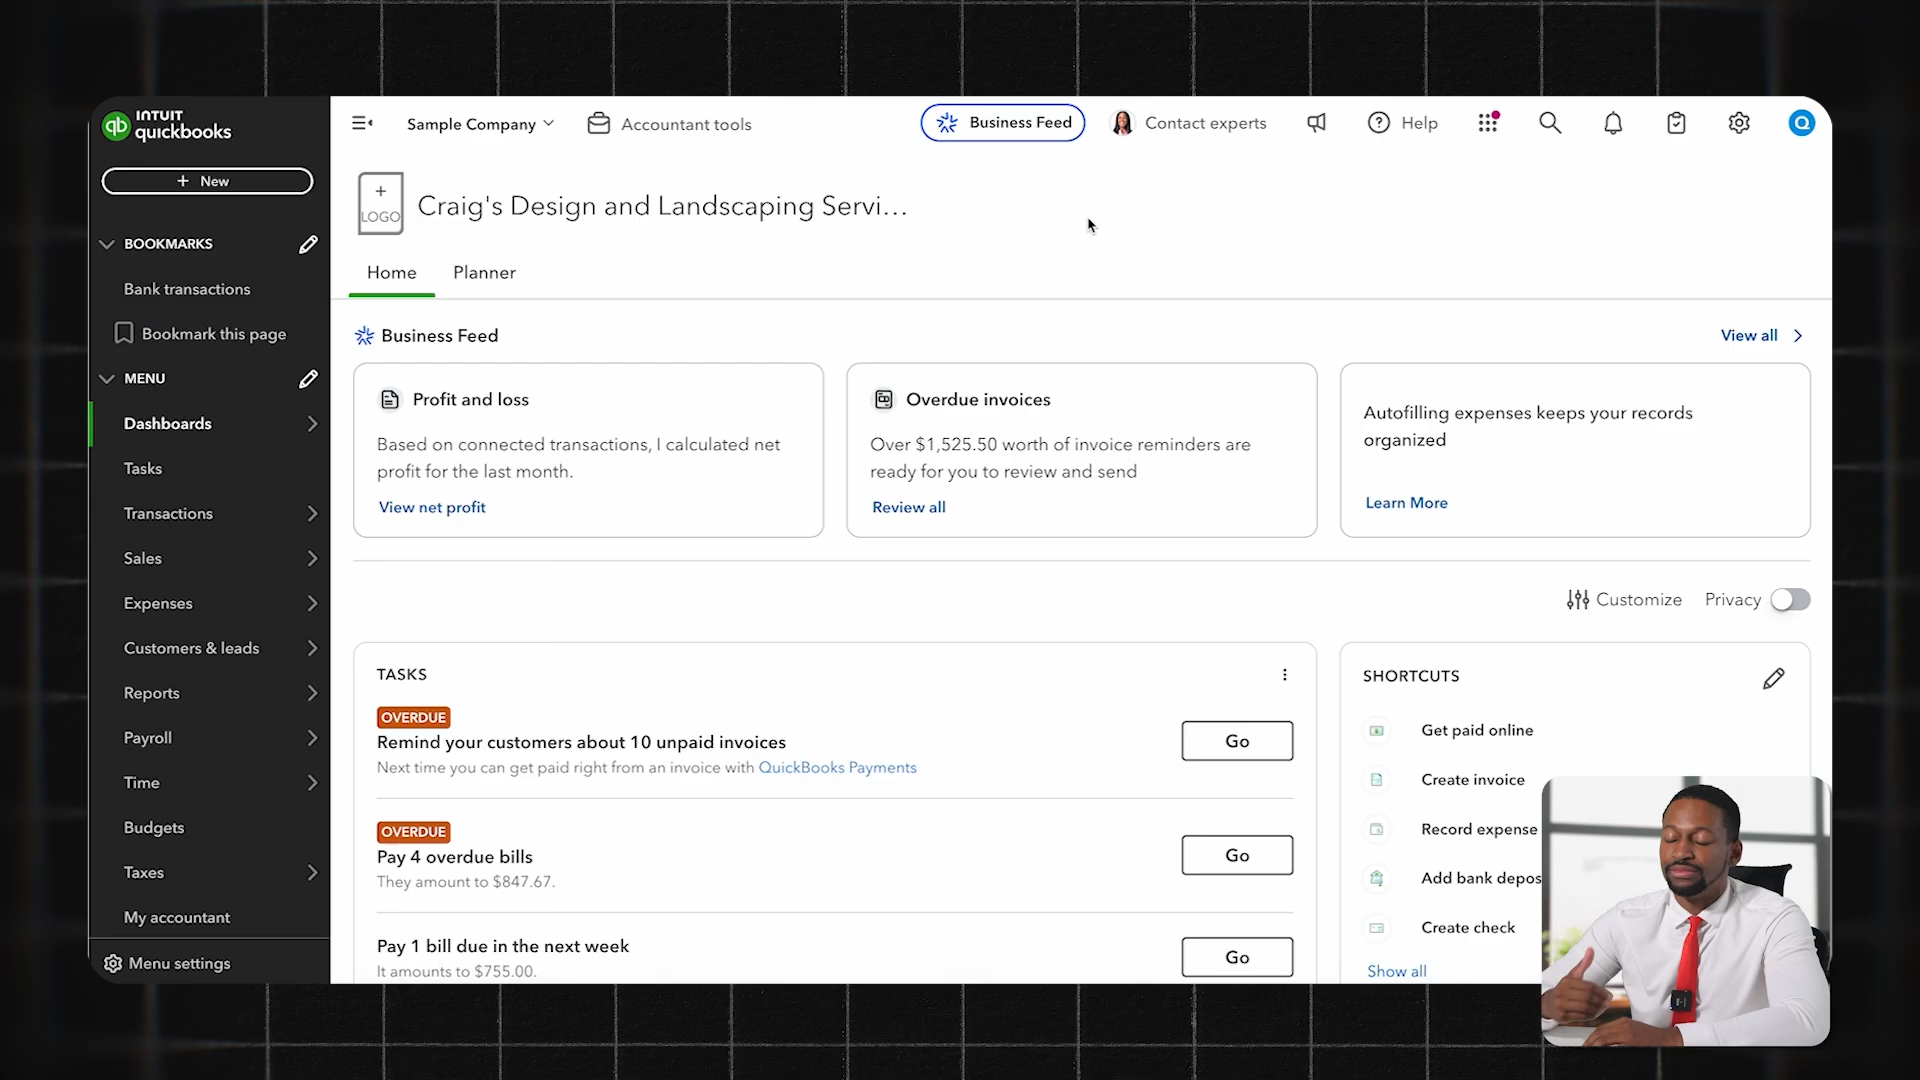 INTUIT
quickbooks
+ New
BOOKMARKS
Bank transactions
Bookmark this page
MENU
Dashboards
Tasks
Transactions
Sales
Expenses
Customers & leads
Reports
Payroll
Time
Budgets
Taxes
My accountant
Menu settings
Sample Company
Accountant tools
Business Feed
Contact experts
Help
Q
+
LOGO
Craig's Design and Landscaping Servi...
Home
Planner
Business Feed
View all
Profit and loss
Based on connected transactions, I calculated net
profit for the last month.
View net profit
Overdue invoices
Over $1,525.50 worth of invoice reminders are
ready for you to review and send
Review all
Autofilling expenses keeps your records
organized
Learn More
Customize
Privacy
TASKS
OVERDUE
Remind your customers about 10 unpaid invoices
Next time you can get paid right from an invoice with QuickBooks Payments
Go
OVERDUE
Pay 4 overdue bills
They amount to $847.67.
Go
Pay 1 bill due in the next week
It amounts to $755.00.
Go
SHORTCUTS
Get paid online
Create invoice
Record expense
Add bank depos
Create check
Show all